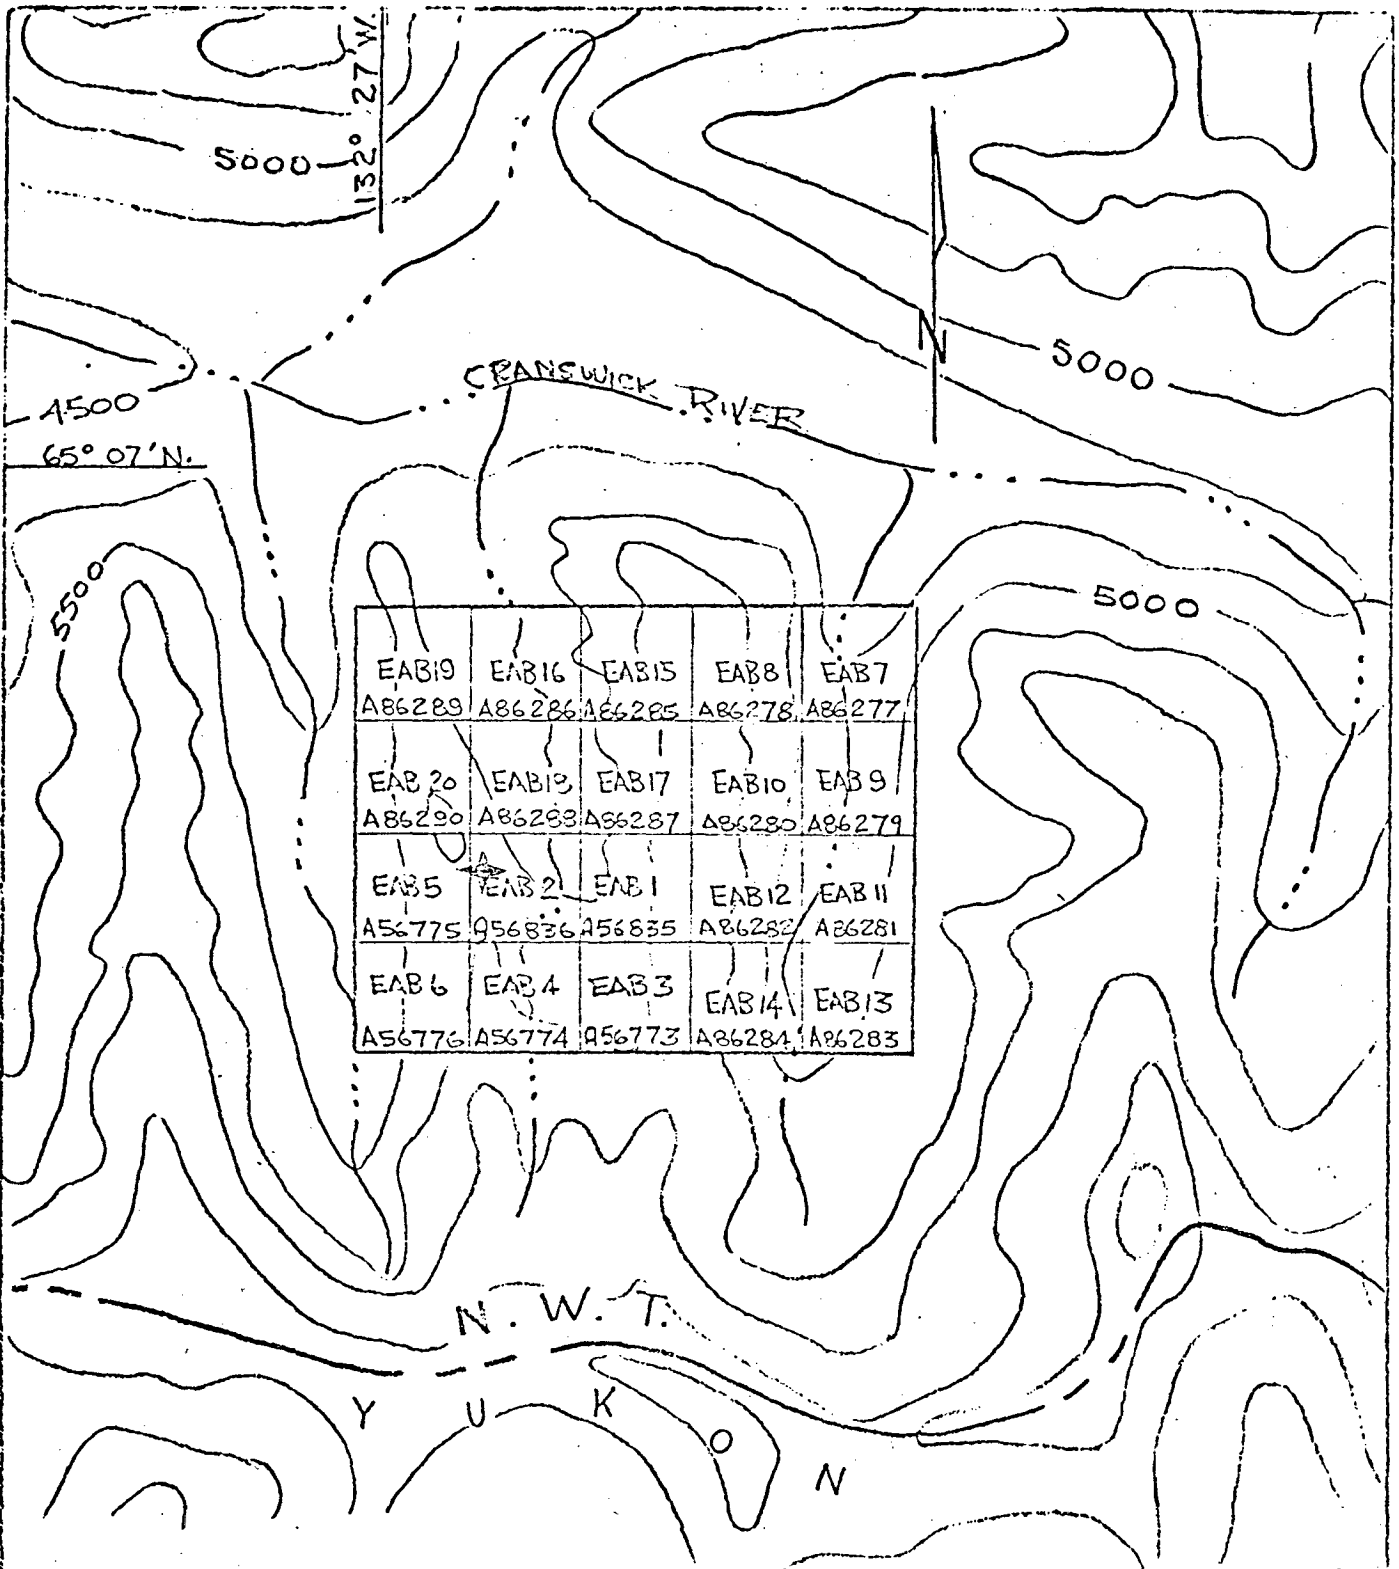 132° 27'W.
5000
N
5000
CRANSWICK RIVER
4500
65° 07'N.
5500
5000
EAB19 EAB16 EAB15 EAB8 EAB7
A86289 A86286 A86285 A86278 A86277
EAB 20 EAB18 EAB17 EAB10 EAB9
A86290 A86288 A86287 A86280 A86279
EAB5 EAB2 EAB1 EAB12 EAB11
A56775 A56836 A56835 A86282 A86281
EAB6 EAB4 EAB3 EAB14 EAB13
A56776 A56774 A56773 A86284 A86283
N. W. T.
Y U K O N